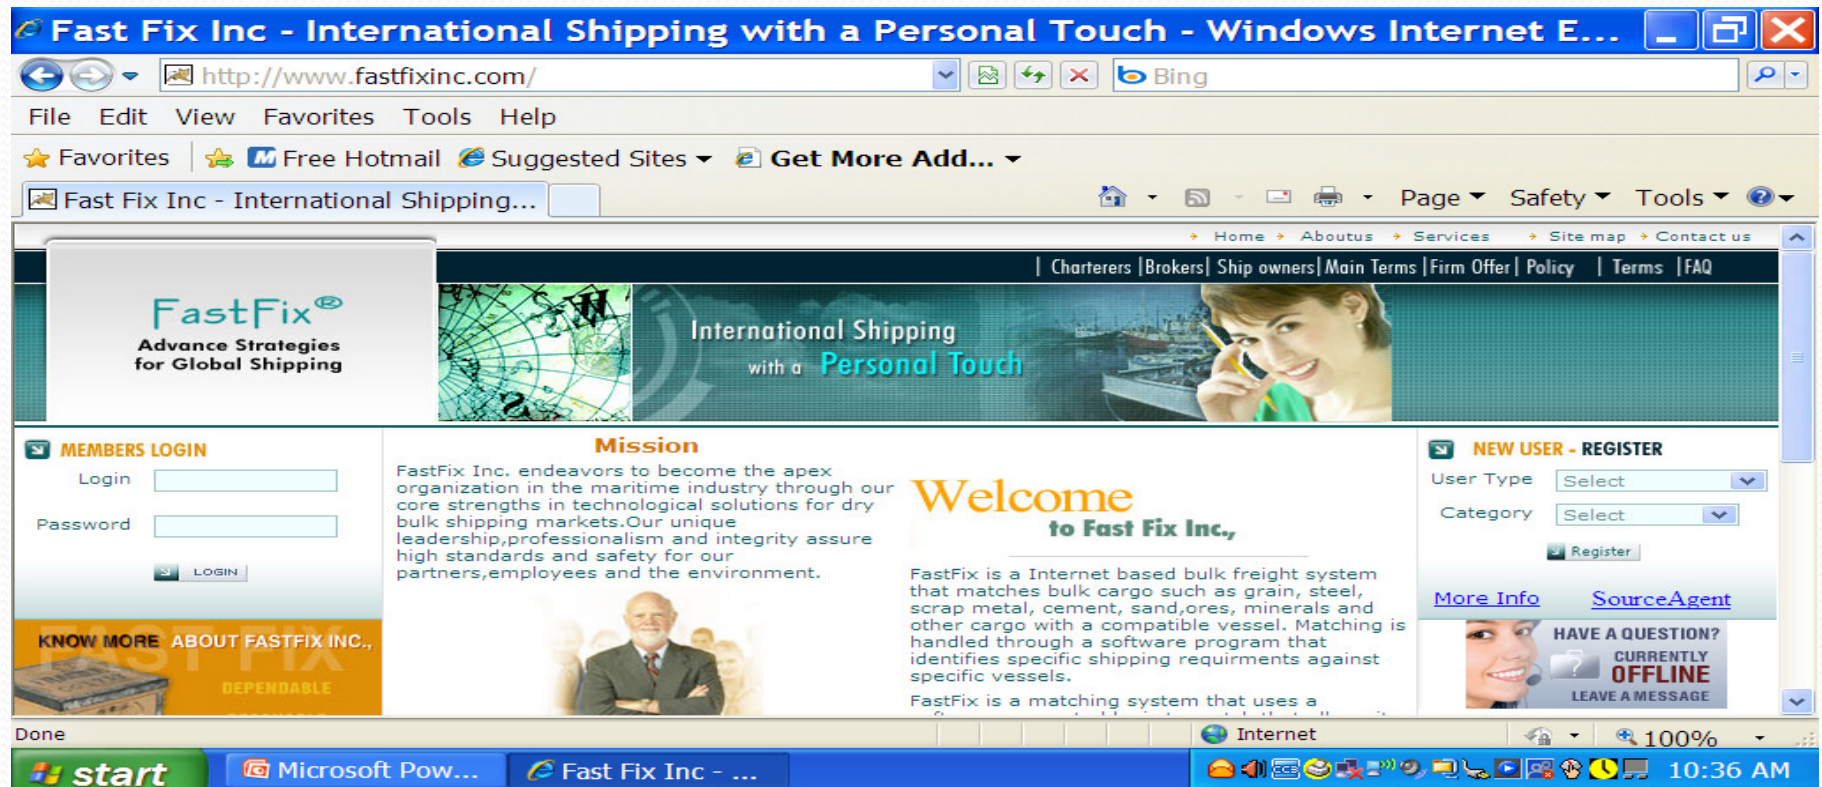 Fast Fix Inc - International Shipping with a Personal Touch - Windows Internet E...
http://www.fastfixinc.com/
Bing
File Edit View Favorites Tools Help
Favorites Free Hotmail Suggested Sites Get More Add...
Fast Fix Inc - International Shipping...
Page Safety Tools
Home Aboutus Services Site map Contact us
| Charterers |Brokers| Ship owners|Main Terms |Firm Offer| Policy | Terms |FAQ
FastFix®
Advance Strategies
for Global Shipping
International Shipping
with a Personal Touch
MEMBERS LOGIN
Login
Password
LOGIN
KNOW MORE ABOUT FASTFIX INC.,
FAST FIX
DEPENDABLE
Mission
FastFix Inc. endeavors to become the apex
organization in the maritime industry through our
core strengths in technological solutions for dry
bulk shipping markets.Our unique
leadership,professionalism and integrity assure
high standards and safety for our
partners,employees and the environment.
Welcome
to Fast Fix Inc.,
FastFix is a Internet based bulk freight system
that matches bulk cargo such as grain, steel,
scrap metal, cement, sand,ores, minerals and
other cargo with a compatible vessel. Matching is
handled through a software program that
identifies specific shipping requirments against
specific vessels.
FastFix is a matching system that uses a
NEW USER - REGISTER
User Type Select
Category Select
Register
More Info SourceAgent
HAVE A QUESTION?
CURRENTLY
OFFLINE
LEAVE A MESSAGE
Done
Internet
100%
start
Microsoft Pow...
Fast Fix Inc - ...
10:36 AM